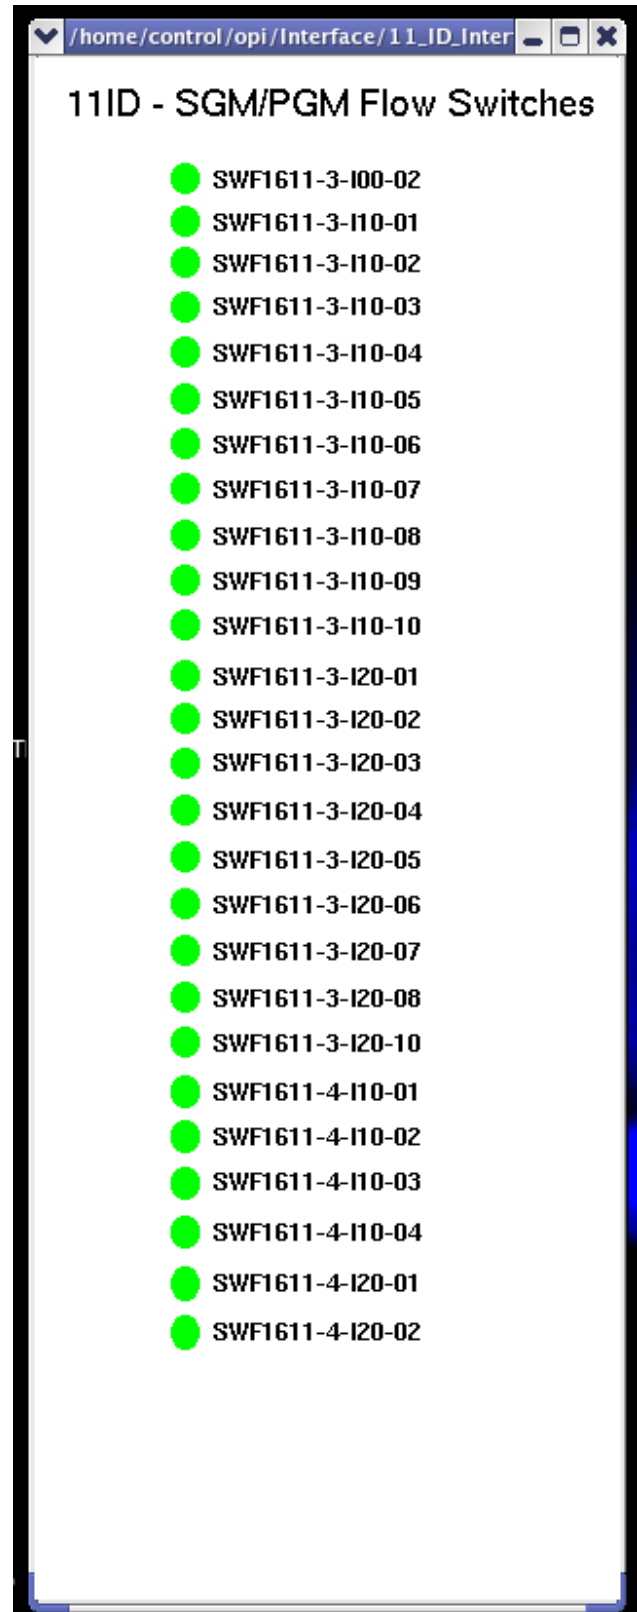 /home/control/opi/Interface/11_ID_Inter
11ID - SGM/PGM Flow Switches
SWF1611-3-I00-02
SWF1611-3-I10-01
SWF1611-3-I10-02
SWF1611-3-I10-03
SWF1611-3-I10-04
SWF1611-3-I10-05
SWF1611-3-I10-06
SWF1611-3-I10-07
SWF1611-3-I10-08
SWF1611-3-I10-09
SWF1611-3-I10-10
SWF1611-3-I20-01
SWF1611-3-I20-02
SWF1611-3-I20-03
SWF1611-3-I20-04
SWF1611-3-I20-05
SWF1611-3-I20-06
SWF1611-3-I20-07
SWF1611-3-I20-08
SWF1611-3-I20-10
SWF1611-4-I10-01
SWF1611-4-I10-02
SWF1611-4-I10-03
SWF1611-4-I10-04
SWF1611-4-I20-01
SWF1611-4-I20-02